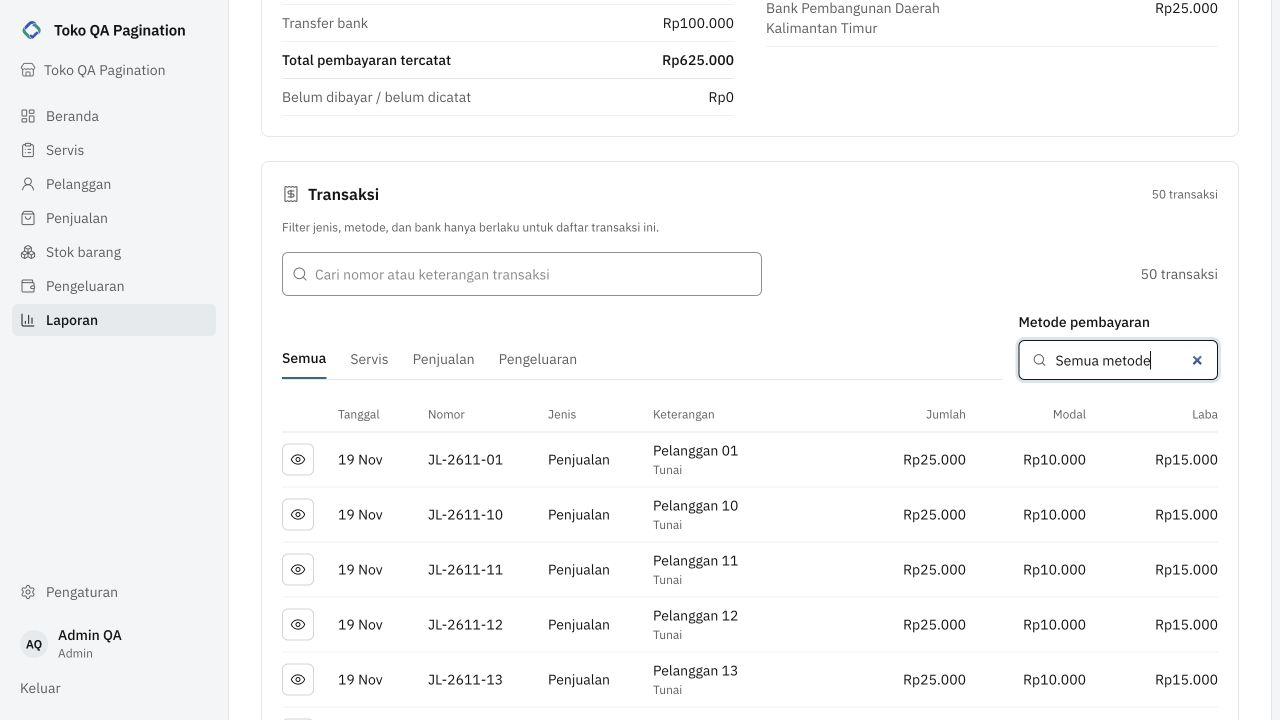 Toko QA Pagination
Toko QA Pagination
Beranda
Servis
Pelanggan
Penjualan
Stok barang
Pengeluaran
Laporan
Pengaturan
AQ
Admin QA
Admin
Keluar
Transfer bank Rp100.000
Total pembayaran tercatat Rp625.000
Belum dibayar / belum dicatat Rp0
Bank Pembangunan Daerah Rp25.000
Kalimantan Timur
Transaksi 50 transaksi
Filter jenis, metode, dan bank hanya berlaku untuk daftar transaksi ini.
Cari nomor atau keterangan transaksi 50 transaksi
Metode pembayaran
Semua Servis Penjualan Pengeluaran Semua metode
Tanggal Nomor Jenis Keterangan Jumlah Modal Laba
19 Nov JL-2611-01 Penjualan Pelanggan 01 Rp25.000 Rp10.000 Rp15.000
Tunai
19 Nov JL-2611-10 Penjualan Pelanggan 10 Rp25.000 Rp10.000 Rp15.000
Tunai
19 Nov JL-2611-11 Penjualan Pelanggan 11 Rp25.000 Rp10.000 Rp15.000
Tunai
19 Nov JL-2611-12 Penjualan Pelanggan 12 Rp25.000 Rp10.000 Rp15.000
Tunai
19 Nov JL-2611-13 Penjualan Pelanggan 13 Rp25.000 Rp10.000 Rp15.000
Tunai